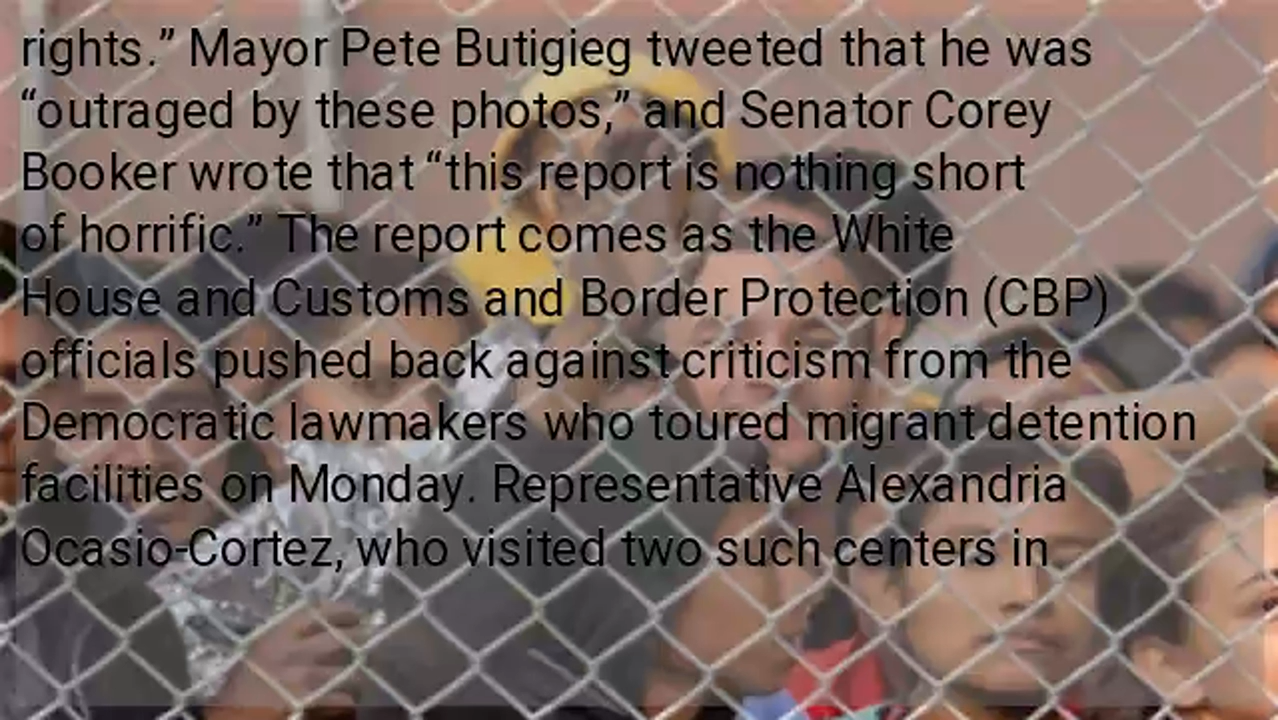 rights.” Mayor Pete Butigieg tweeted that he was
“outraged by these photos,” and Senator Corey
Booker wrote that “this report is nothing short
of horrific.” The report comes as the White
House and Customs and Border Protection (CBP)
officials pushed back against criticism from the
Democratic lawmakers who toured migrant detention
facilities on Monday. Representative Alexandria
Ocasio-Cortez, who visited two such centers in